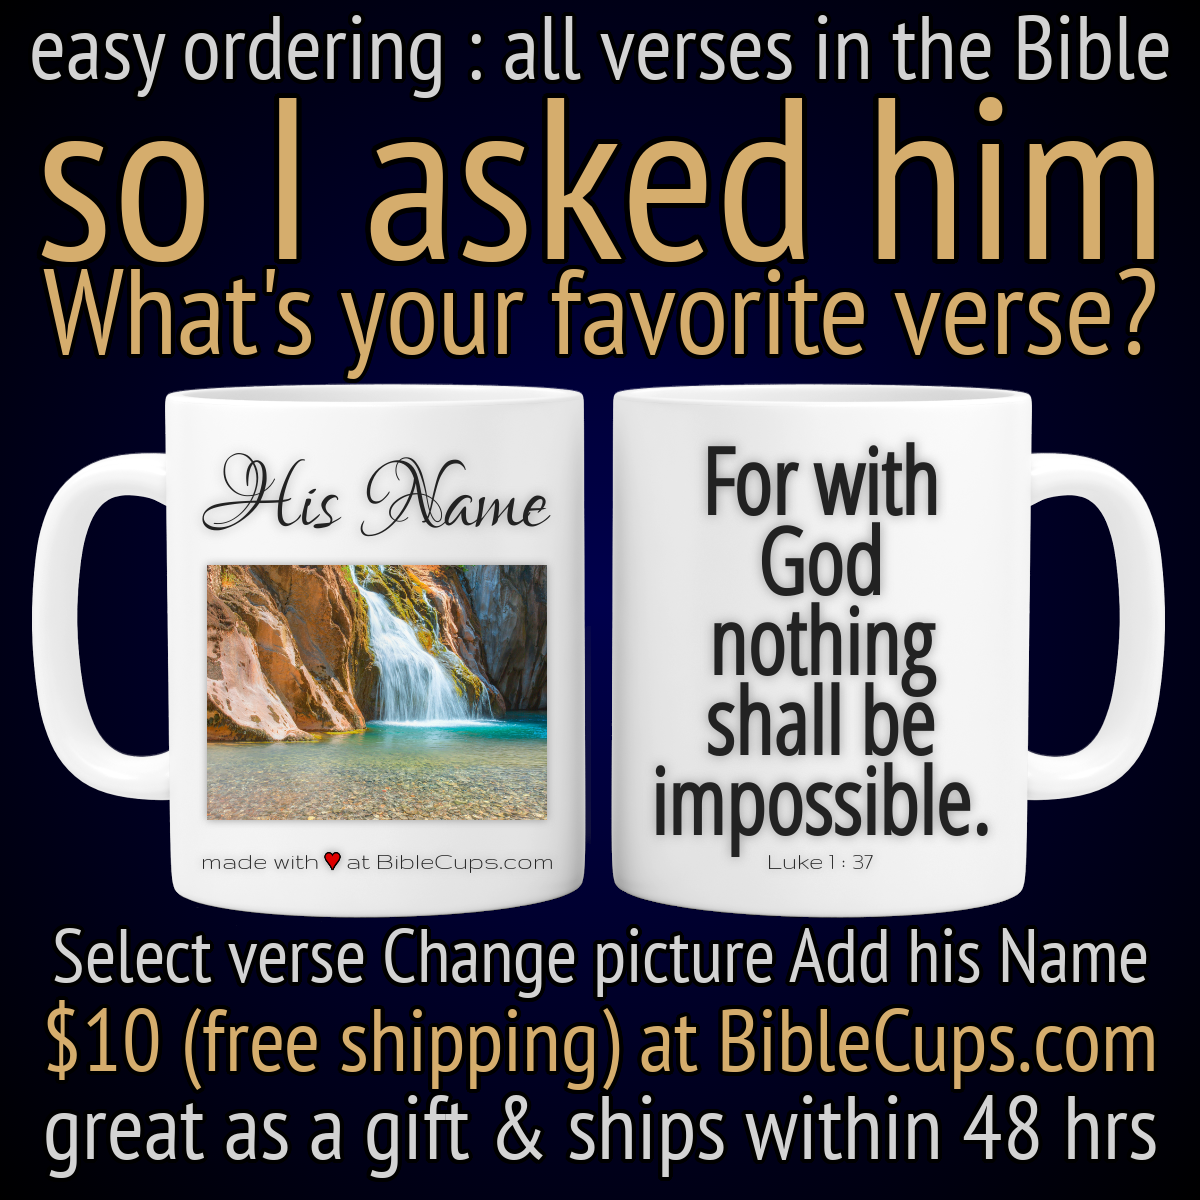 easy ordering : all verses in the Bible
so I asked him
What's your favorite verse?
His Name
made with ♥ at BibleCups.com
For with
God
nothing
shall be
impossible.
Luke 1 : 37
Select verse Change picture Add his Name
$10 (free shipping) at BibleCups.com
great as a gift & ships within 48 hrs